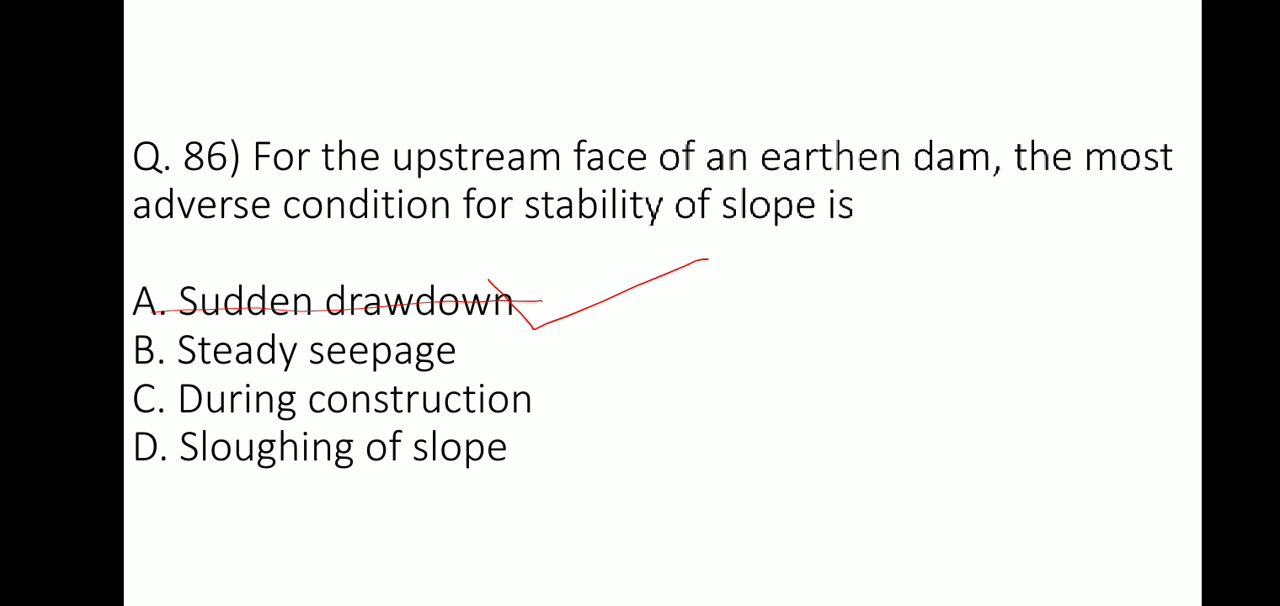 Q. 86) For the upstream face of an earthen dam, the most
adverse condition for stability of slope is
A. Sudden drawdown
B. Steady seepage
C. During construction
D. Sloughing of slope